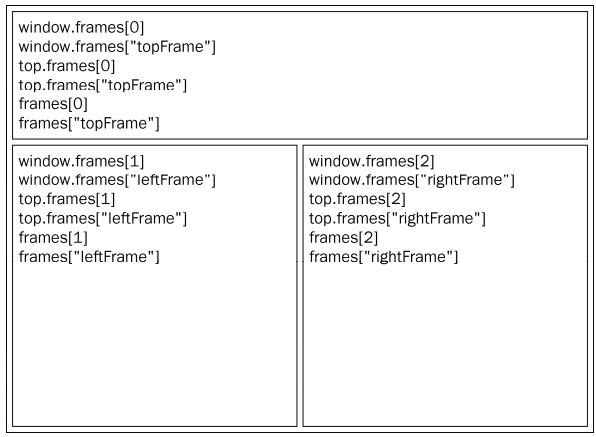 window.frames[0]
window.frames["topFrame"]
top.frames[0]
top.frames["topFrame"]
frames[0]
frames["topFrame"]
window.frames[1]
window.frames["leftFrame"]
top.frames[1]
top.frames["leftFrame"]
frames[1]
frames["leftFrame"]
window.frames[2]
window.frames["rightFrame"]
top.frames[2]
top.frames["rightFrame"]
frames[2]
frames["rightFrame"]